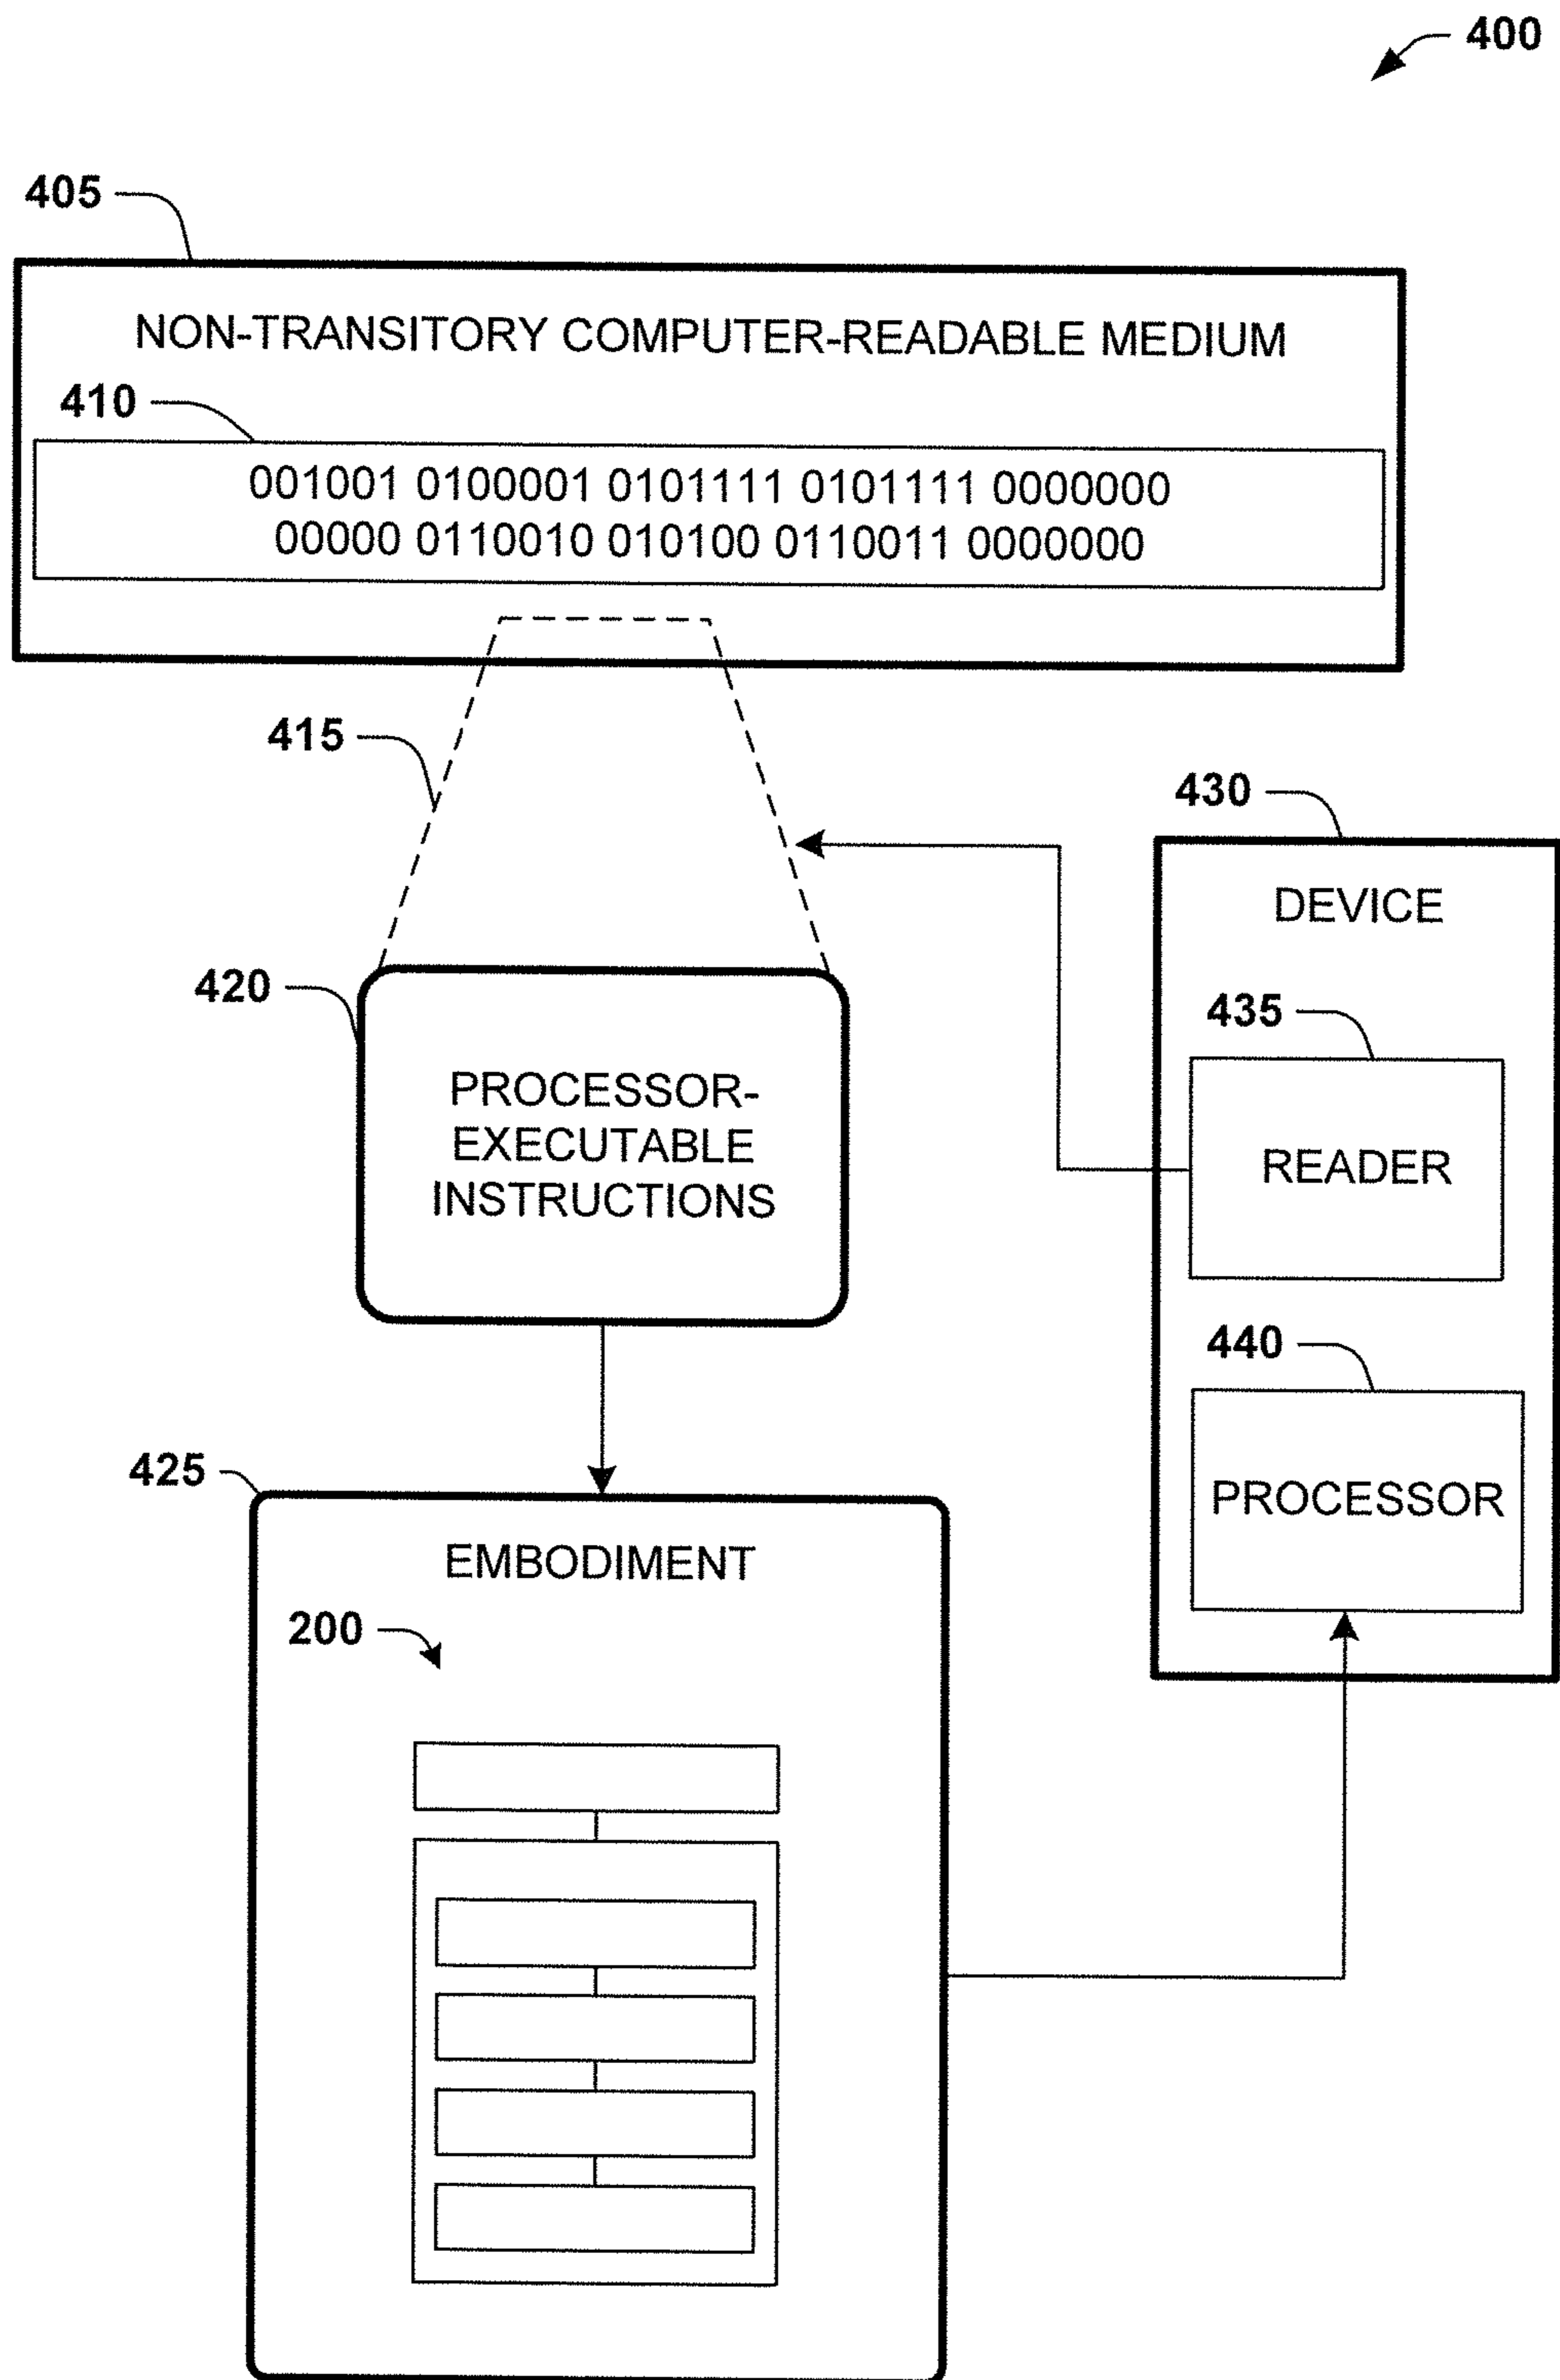 400
405
NON-TRANSITORY COMPUTER-READABLE MEDIUM
410
001001 0100001 0101111 0101111 0000000
00000 0110010 010100 0110011 0000000
415
430
DEVICE
420
435
PROCESSOR-
EXECUTABLE
INSTRUCTIONS
READER
440
PROCESSOR
425
EMBODIMENT
200